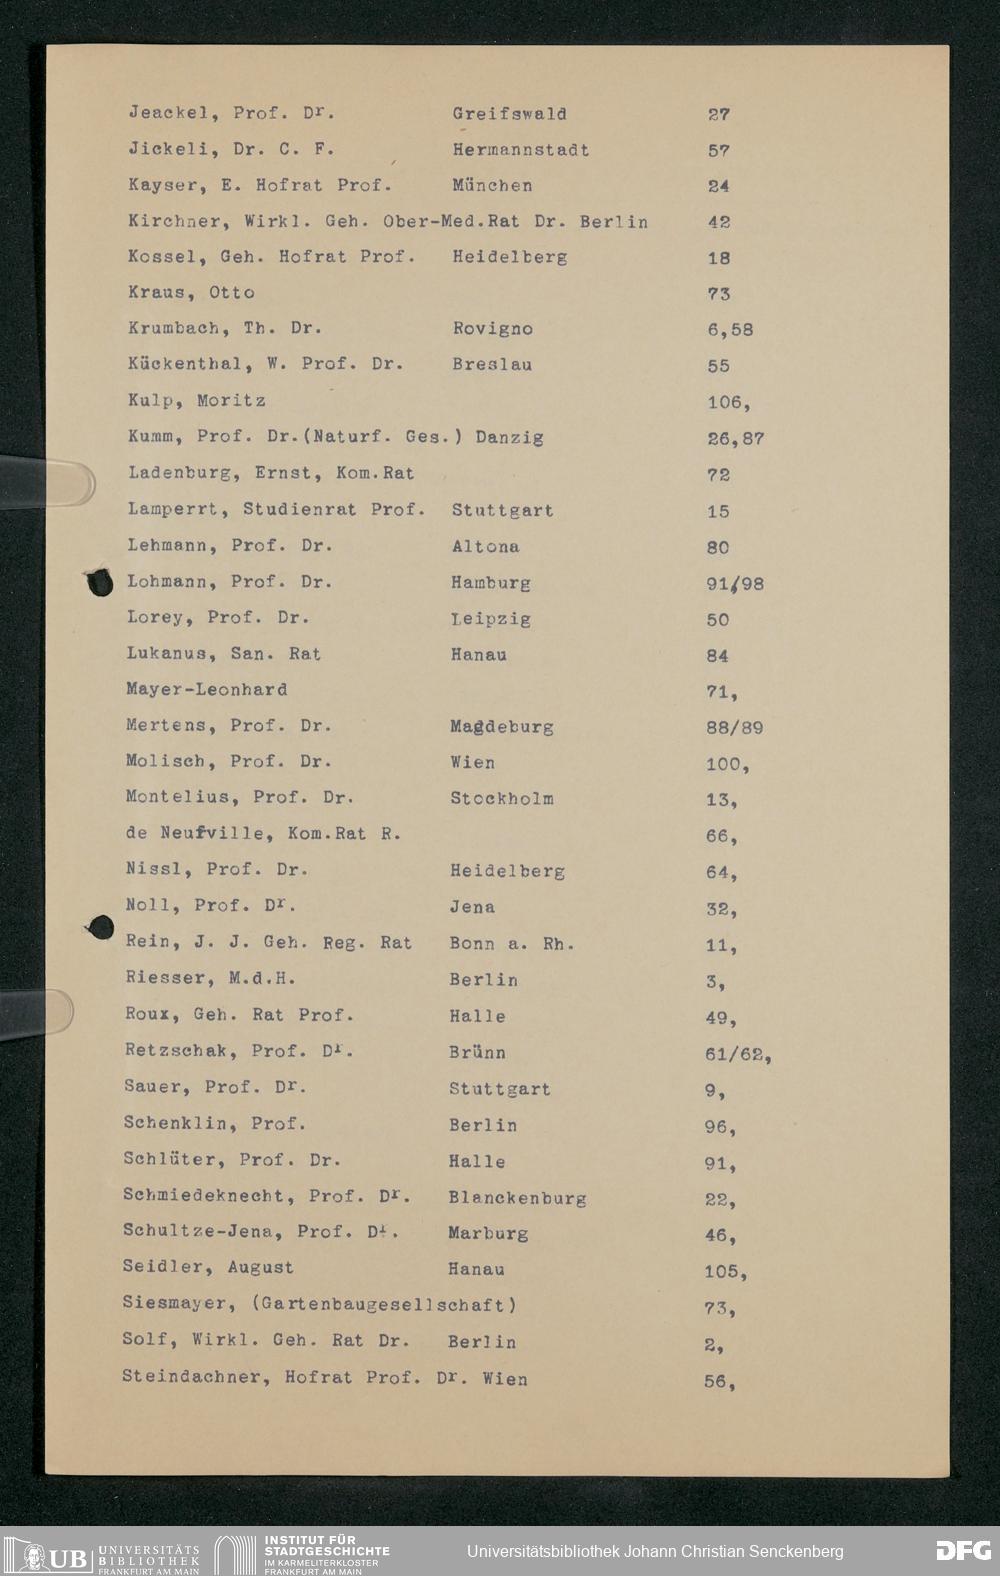 Jeackel, Prof. Dr. Greifswald 27
Jickeli, Dr. C. F. Hermannstadt 57
Kayser, E. Hofrat Prof. München 24
Kirchner, Wirkl. Geh. Ober-Med.Rat Dr. Berlin 42
Kossel, Geh. Hofrat Prof. Heidelberg 18
Kraus, Otto 73
Krumbach, Th. Dr. Rovigno 6,58
Kückenthal, W. Prof. Dr. Breslau 55
Kulp, Moritz 106,
Kumm, Prof. Dr.(Naturf. Ges.) Danzig 26,87
Ladenburg, Ernst, Kom.Rat 72
Lamperrt, Studienrat Prof. Stuttgart 15
Lehmann, Prof. Dr. Altona 80
Lohmann, Prof. Dr. Hamburg 91/98
Lorey, Prof. Dr. Leipzig 50
Lukanus, San. Rat Hanau 84
Mayer-Leonhard 71,
Mertens, Prof. Dr. Magdeburg 88/89
Molisch, Prof. Dr. Wien 100,
Montelius, Prof. Dr. Stockholm 13,
de Neufville, Kom.Rat R. 66,
Nissl, Prof. Dr. Heidelberg 64,
Noll, Prof. Dr. Jena 32,
Rein, J. J. Geh. Reg. Rat Bonn a. Rh. 11,
Riesser, M.d.H. Berlin 3,
Roux, Geh. Rat Prof. Halle 49,
Retzschak, Prof. Dr. Brünn 61/62,
Sauer, Prof. Dr. Stuttgart 9,
Schenklin, Prof. Berlin 96,
Schlüter, Prof. Dr. Halle 91,
Schmiedeknecht, Prof. Dr. Blanckenburg 22,
Schultze-Jena, Prof. Dr. Marburg 46,
Seidler, August Hanau 105,
Siesmayer, (Gartenbaugesellschaft) 73,
Solf, Wirkl. Geh. Rat Dr. Berlin 2,
Steindachner, Hofrat Prof. Dr. Wien 56,
UB UNIVERSITÄTS BIBLIOTHEK FRANKFURT AM MAIN
INSTITUT FÜR STADTGESCHICHTE IM KARMELITERKLOSTER FRANKFURT AM MAIN
Universitätsbibliothek Johann Christian Senckenberg
DFG